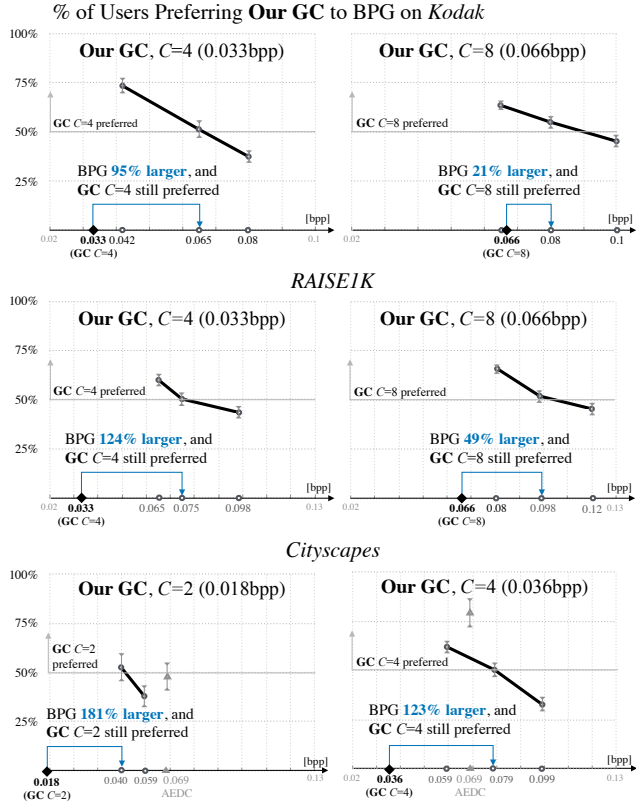 % of Users Preferring Our GC to BPG on Kodak
100%
75%
50%
25%
Our GC, C=4 (0.033bpp)
GC C=4 preferred
BPG 95% larger, and
GC C=4 still preferred
[bpp]
0.02 0.033 0.042 0.065 0.08 0.1
(GC C=4)
Our GC, C=8 (0.066bpp)
GC C=8 preferred
BPG 21% larger, and
GC C=8 still preferred
[bpp]
0.02 0.066 0.08 0.1
(GC C=8)
RAISE1K
100%
75%
50%
25%
Our GC, C=4 (0.033bpp)
GC C=4 preferred
BPG 124% larger, and
GC C=4 still preferred
[bpp]
0.02 0.033 0.065 0.075 0.098 0.13
(GC C=4)
Our GC, C=8 (0.066bpp)
GC C=8 preferred
BPG 49% larger, and
GC C=8 still preferred
[bpp]
0.02 0.066 0.08 0.098 0.12 0.13
(GC C=8)
Cityscapes
100%
75%
50%
25%
Our GC, C=2 (0.018bpp)
GC C=2
preferred
BPG 181% larger, and
GC C=2 still preferred
[bpp]
0.018 0.040 0.059 0.069 0.13
(GC C=2) AEDC
Our GC, C=4 (0.036bpp)
GC C=4 preferred
BPG 123% larger, and
GC C=4 still preferred
[bpp]
0.02 0.036 0.059 0.069 0.079 0.099 0.13
(GC C=4) AEDC